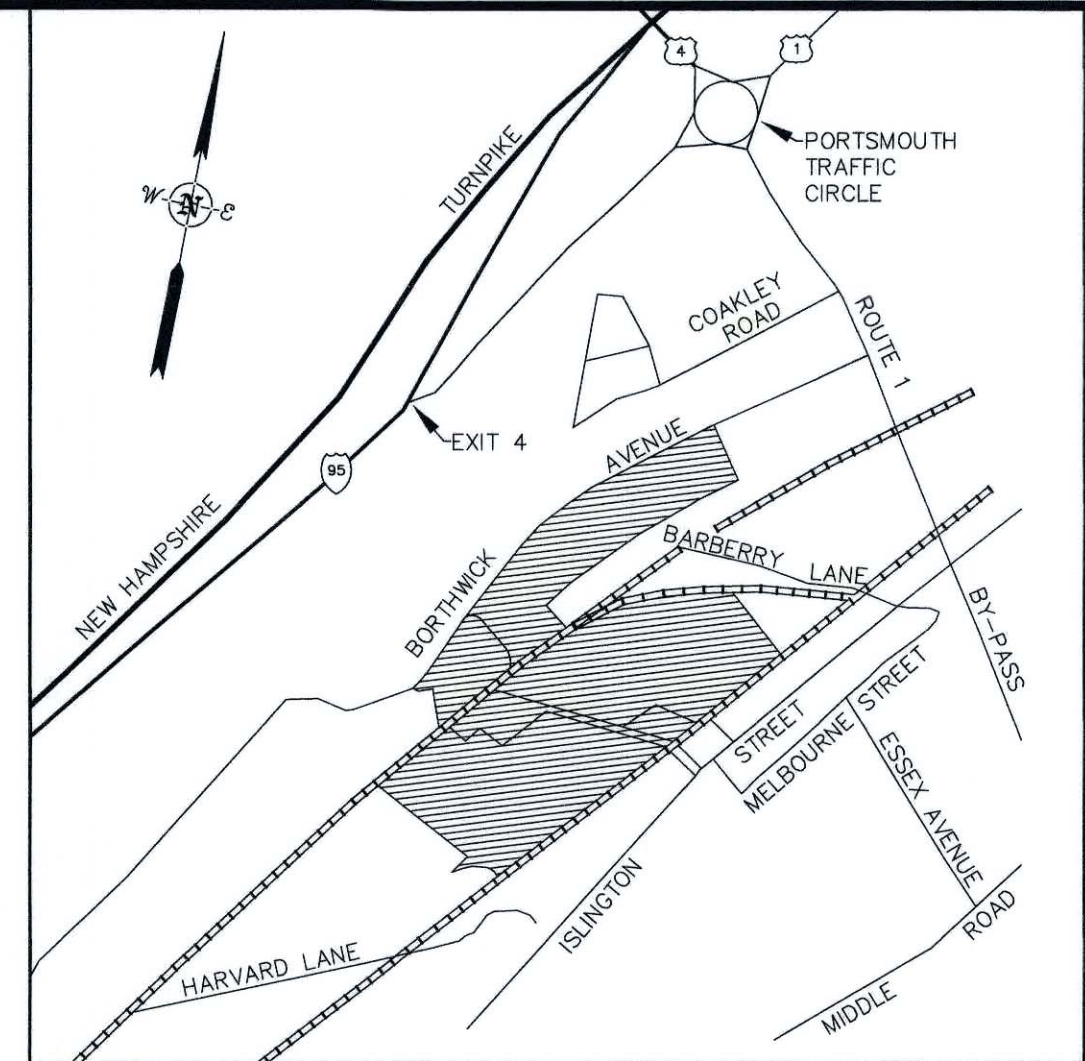 4
1
PORTSMOUTH
TRAFFIC
CIRCLE
TURNPIKE
W N E
COAKLEY
ROAD
ROUTE 1
EXIT 4
AVENUE
95
NEW HAMPSHIRE
BARBERRY
LANE
BORTHWICK
BY-PASS
STREET
STREET
MELBOURNE
ESSEX AVENUE
ISLINGTON
ROAD
HARVARD LANE
MIDDLE